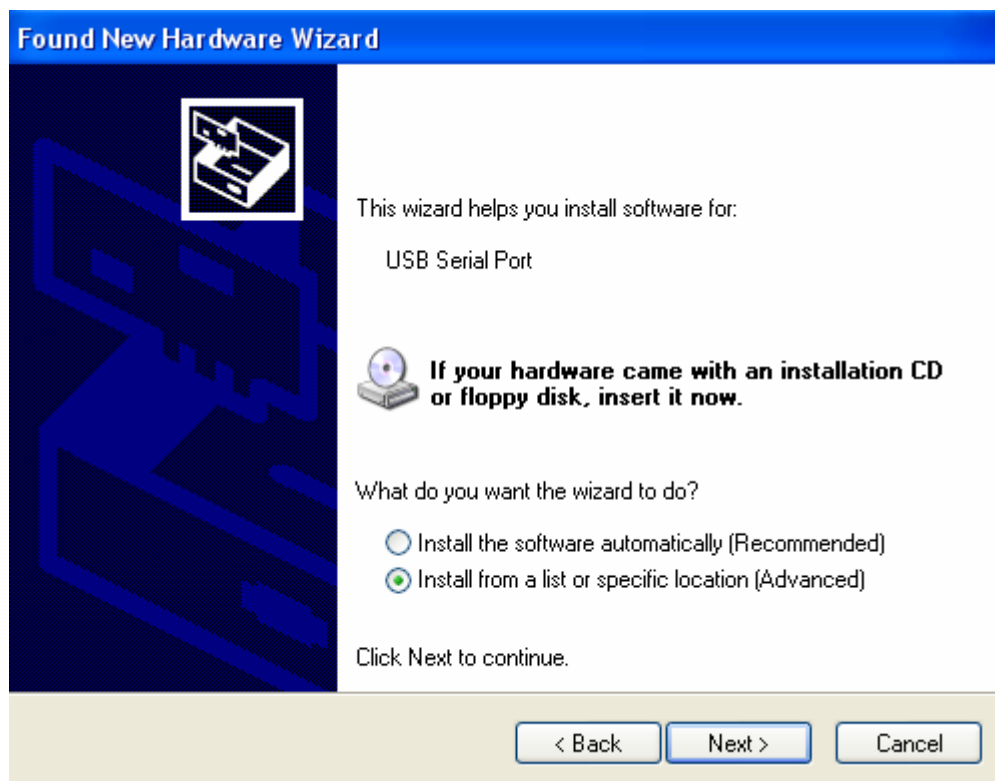 Found New Hardware Wizard
This wizard helps you install software for:
USB Serial Port
If your hardware came with an installation CD
or floppy disk, insert it now.
What do you want the wizard to do?
Install the software automatically (Recommended)
Install from a list or specific location (Advanced)
Click Next to continue.
< Back Next > Cancel